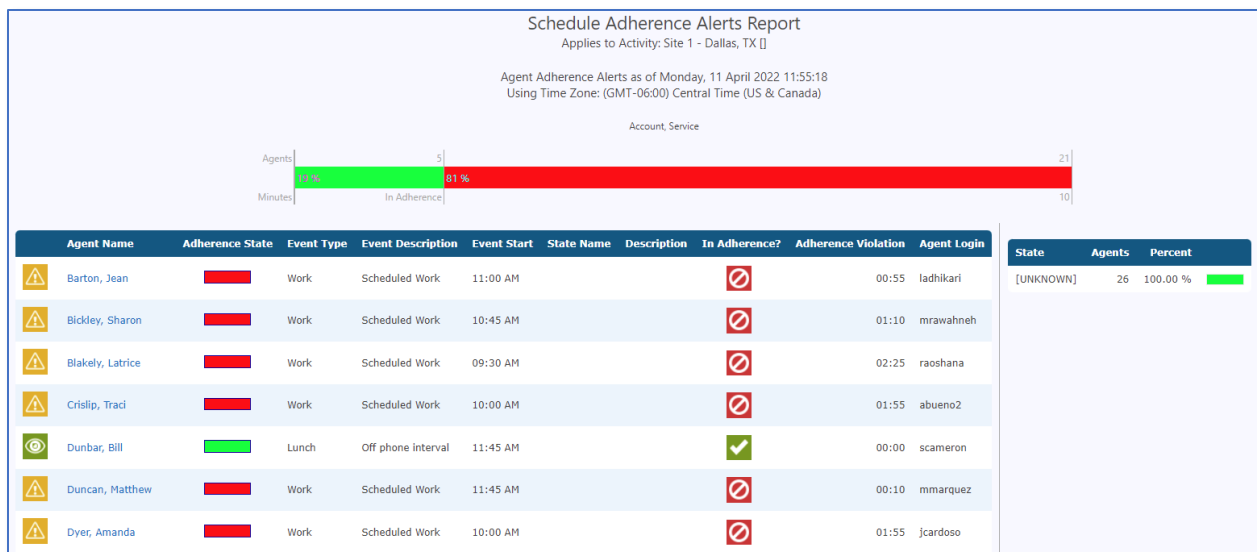 Schedule Adherence Alerts Report
Applies to Activity: Site 1 - Dallas, TX []
Agent Adherence Alerts as of Monday, 11 April 2022 11:55:18
Using Time Zone: (GMT-06:00) Central Time (US & Canada)
Account, Service
Agents 5 21
19 % 81 %
Minutes In Adherence 10
Agent Name Adherence State Event Type Event Description Event Start State Name Description In Adherence? Adherence Violation Agent Login
Barton, Jean Work Scheduled Work 11:00 AM 00:55 ladhikari
Bickley, Sharon Work Scheduled Work 10:45 AM 01:10 mrawahneh
Blakely, Latrice Work Scheduled Work 09:30 AM 02:25 raoshana
Crislip, Traci Work Scheduled Work 10:00 AM 01:55 abueno2
Dunbar, Bill Lunch Off phone interval 11:45 AM 00:00 scameron
Duncan, Matthew Work Scheduled Work 11:45 AM 00:10 mmarquez
Dyer, Amanda Work Scheduled Work 10:00 AM 01:55 jcardoso
State Agents Percent
[UNKNOWN] 26 100.00 %